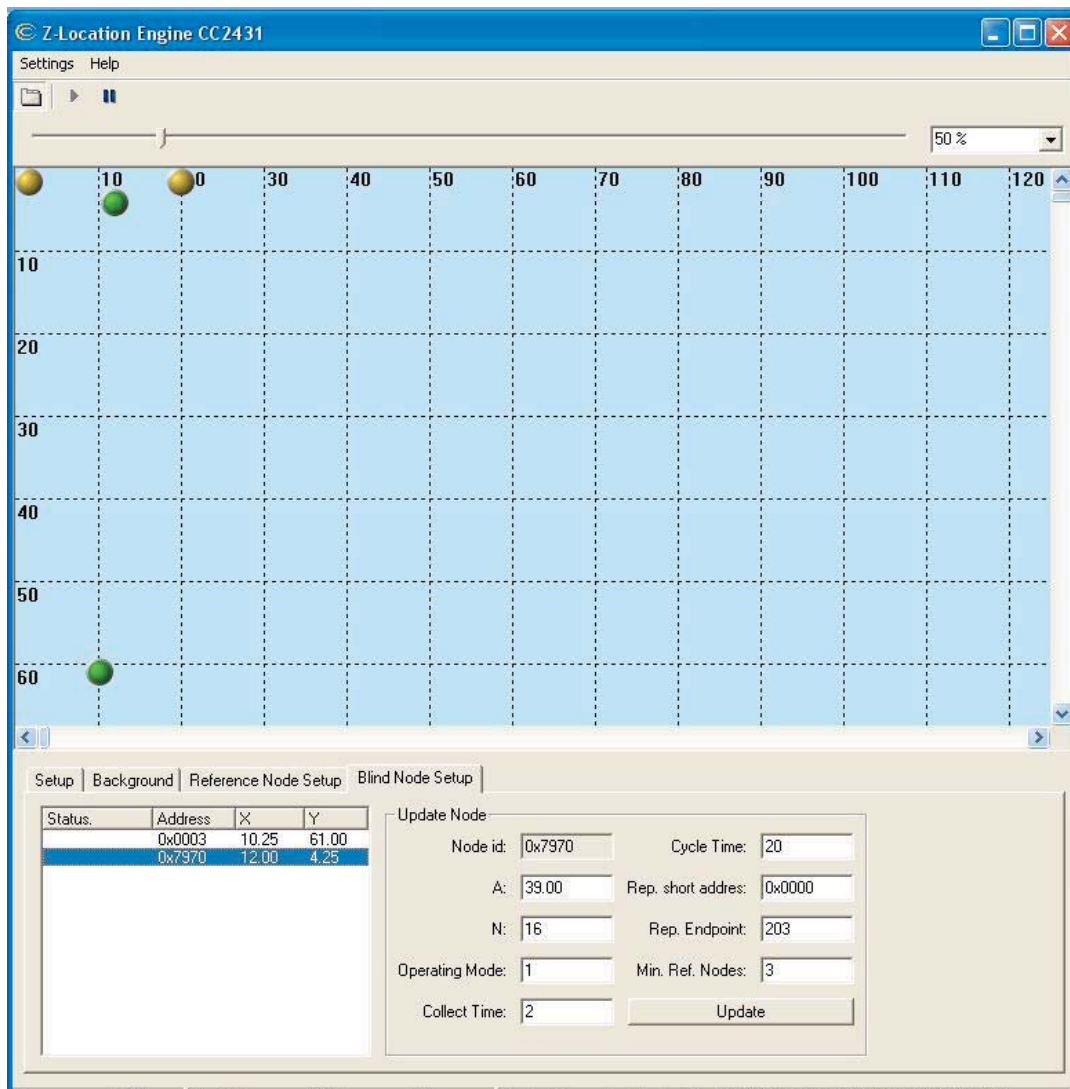 Z-Location Engine CC2431
Settings Help
50 %
10 0 30 40 50 60 70 80 90 100 110 120
10
20
30
40
50
60
Setup Background Reference Node Setup Blind Node Setup
Status. Address X Y
0x0003 10.25 61.00
0x7970 12.00 4.25
Update Node
Node id: 0x7970 Cycle Time: 20
A: 39.00 Rep. short addres: 0x0000
N: 16 Rep. Endpoint: 203
Operating Mode: 1 Min. Ref. Nodes: 3
Collect Time: 2 Update